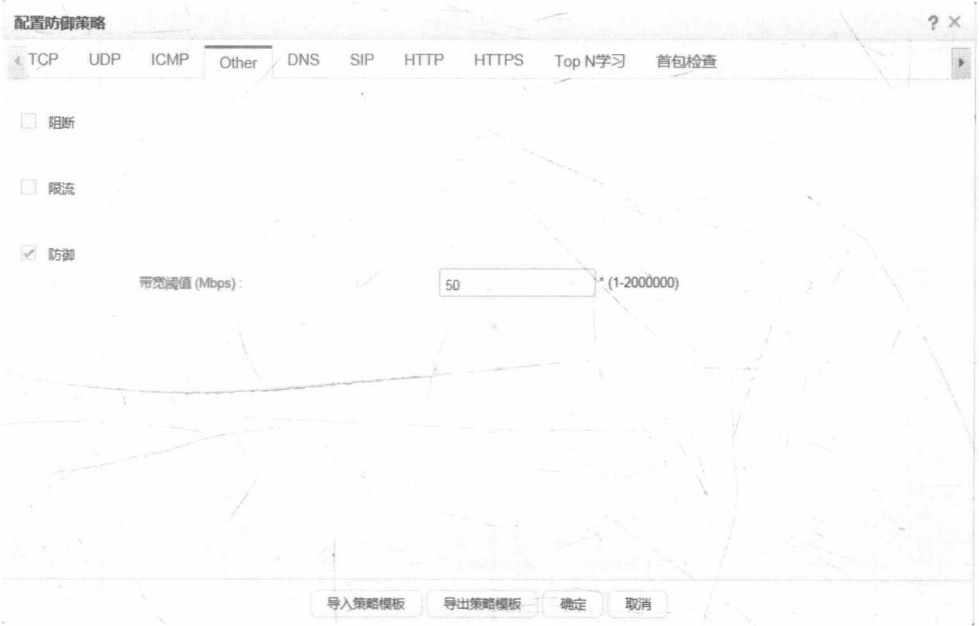 配置防御策略 ? ×
TCP UDP ICMP Other DNS SIP HTTP HTTPS Top N学习 首包检查
阻断
限流
防御
带宽阈值 (Mbps) : 50 * (1-2000000)
导入策略模板 导出策略模板 确定 取消